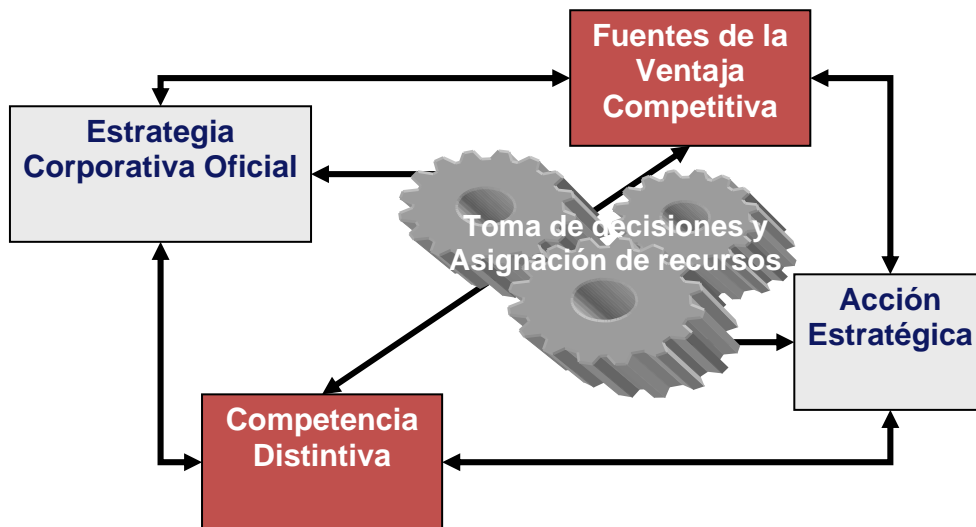 Fuentes de la
Ventaja
Competitiva
Estrategia
Corporativa Oficial
Toma de decisiones y
Asignación de recursos
Acción
Estratégica
Competencia
Distintiva